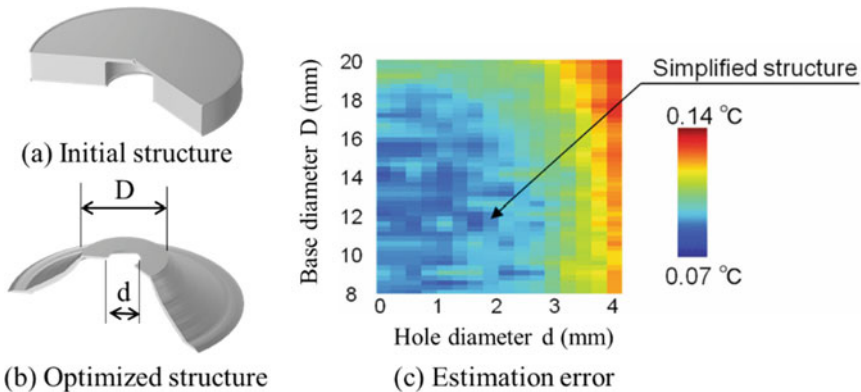 (a) Initial structure
D
d
(b) Optimized structure
Base diameter D (mm)
20
18
16
14
12
10
8
0 1 2 3 4
Hole diameter d (mm)
(c) Estimation error
Simplified structure
0.14 °C
0.07 °C